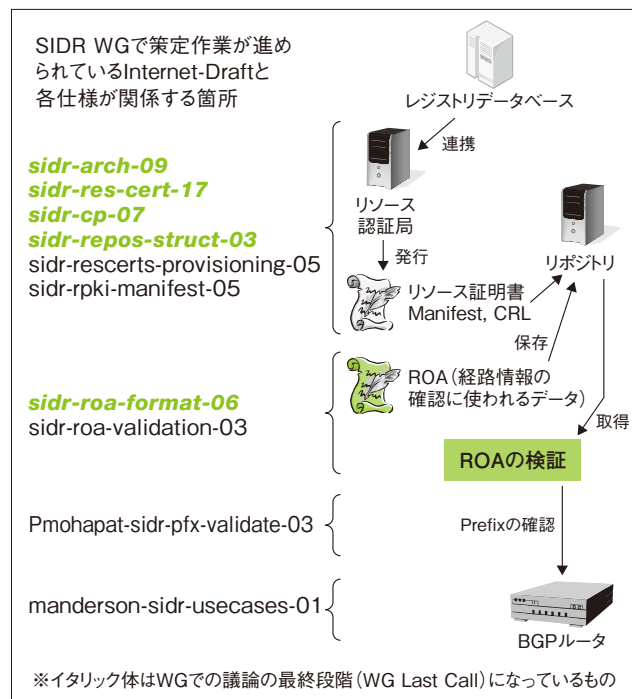 SIDR WGで策定作業が進め
られているInternet-Draftと
各仕様が関係する箇所
レジストリデータベース
連携
sidr-arch-09
sidr-res-cert-17
sidr-cp-07
sidr-repos-struct-03
sidr-rescerts-provisioning-05
sidr-rpki-manifest-05
リソース
認証局
発行
リポジトリ
リソース証明書
Manifest, CRL
保存
ROA（経路情報の
確認に使われるデータ）
sidr-roa-format-06
sidr-roa-validation-03
取得
ROAの検証
Pmohapat-sidr-pfx-validate-03
Prefixの確認
manderson-sidr-usecases-01
BGPルータ
※イタリック体はWGでの議論の最終段階（WG Last Call）になっているもの